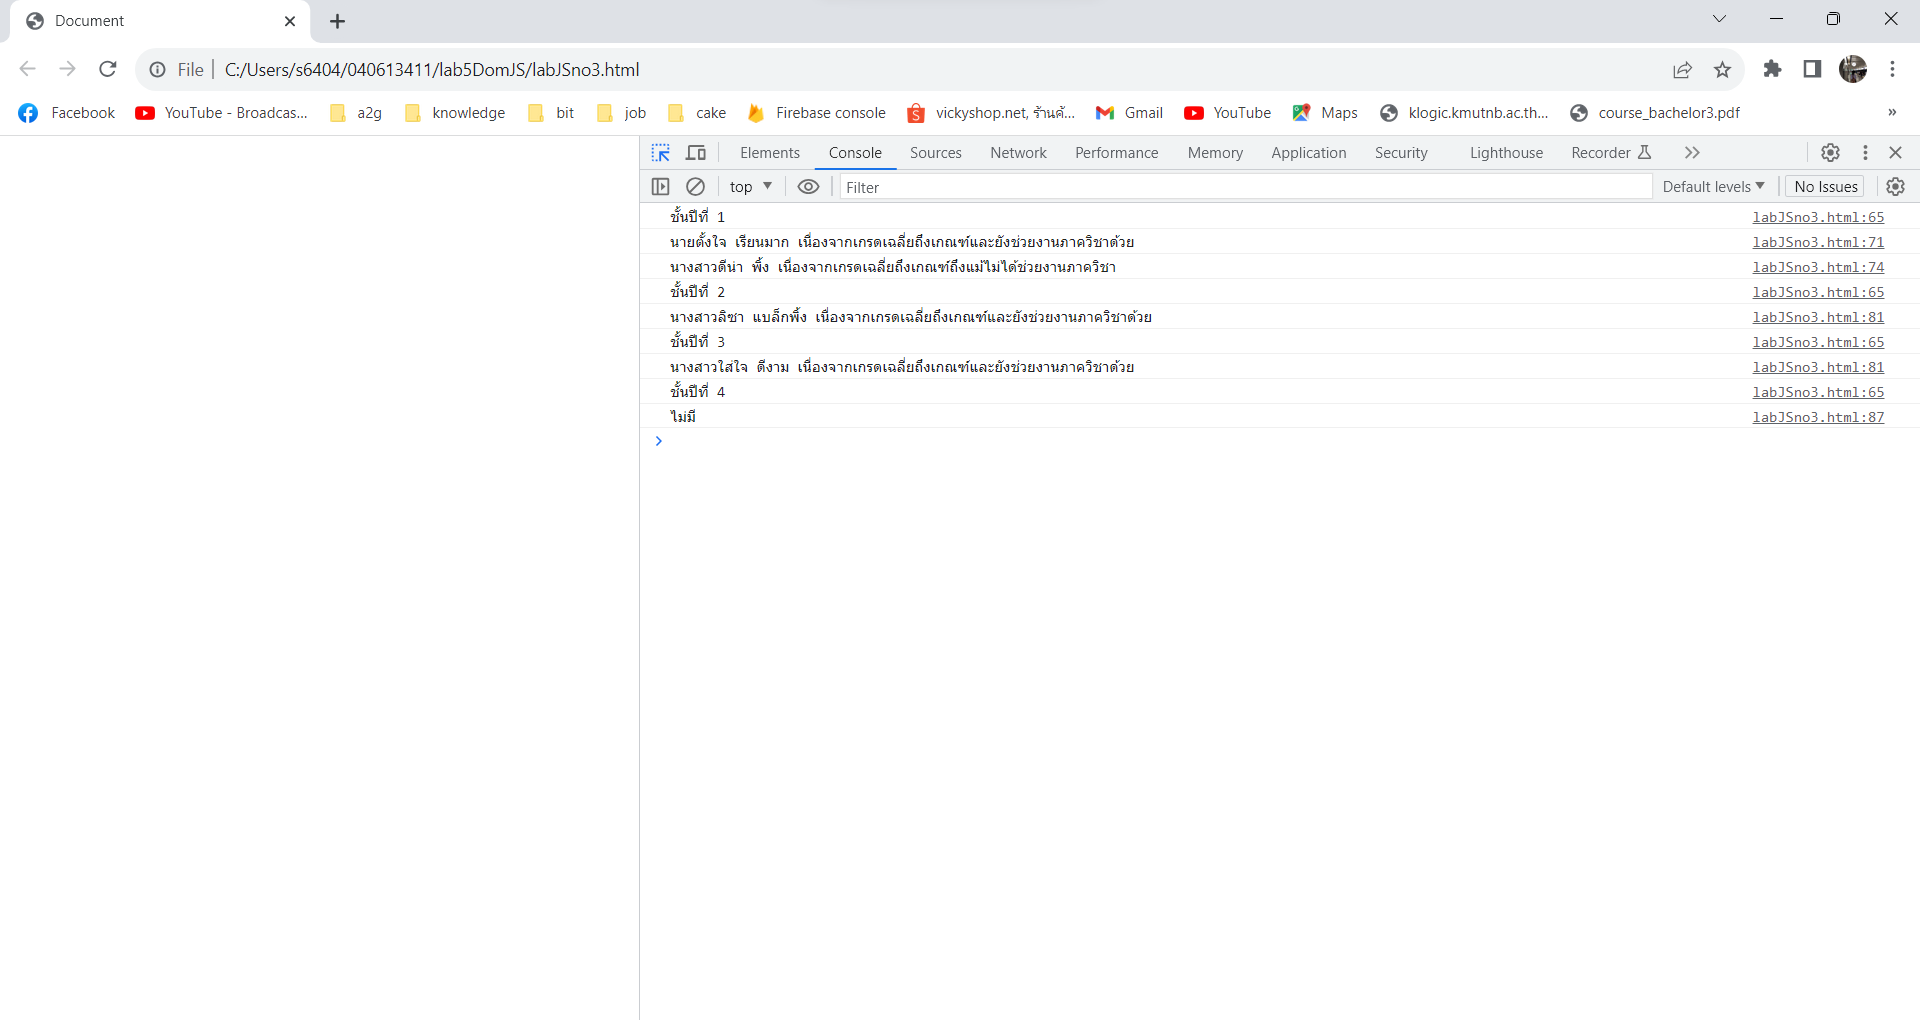 Document
File C:/Users/s6404/040613411/lab5DomJS/labJSno3.html
Facebook YouTube - Broadcas... a2g knowledge bit job cake Firebase console vickyshop.net, ร้านค้... Gmail YouTube Maps klogic.kmutnb.ac.th... course_bachelor3.pdf »
Elements Console Sources Network Performance Memory Application Security Lighthouse Recorder
top Filter Default levels No Issues
ชั้นปีที่ 1 labJSno3.html:65
นายตั้งใจ เรียนมาก เนื่องจากเกรดเฉลี่ยถึงเกณฑ์และยังช่วยงานภาควิชาด้วย labJSno3.html:71
นางสาวดีน่า พิ้ง เนื่องจากเกรดเฉลี่ยถึงเกณฑ์ถึงแม้ไม่ได้ช่วยงานภาควิชา labJSno3.html:74
ชั้นปีที่ 2 labJSno3.html:65
นางสาวลิซา แบล็กพิ้ง เนื่องจากเกรดเฉลี่ยถึงเกณฑ์และยังช่วยงานภาควิชาด้วย labJSno3.html:81
ชั้นปีที่ 3 labJSno3.html:65
นางสาวใส่ใจ ดีงาม เนื่องจากเกรดเฉลี่ยถึงเกณฑ์และยังช่วยงานภาควิชาด้วย labJSno3.html:81
ชั้นปีที่ 4 labJSno3.html:65
ไม่มี labJSno3.html:87